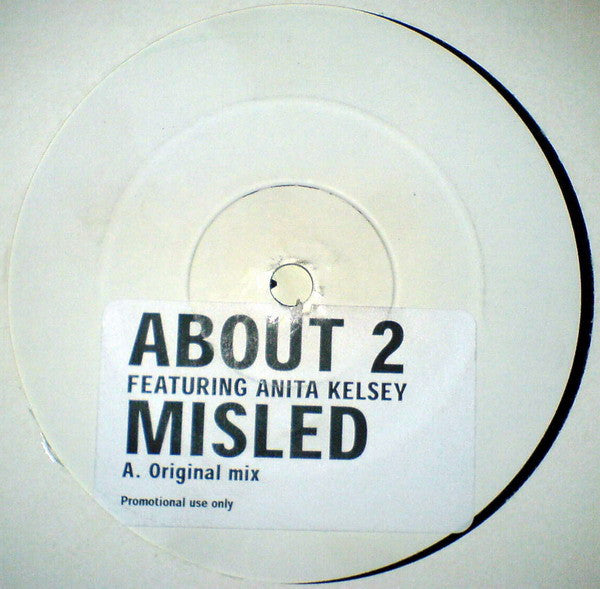 ABOUT 2
FEATURING ANITA KELSEY
MISLED
A. Original mix
Promotional use only